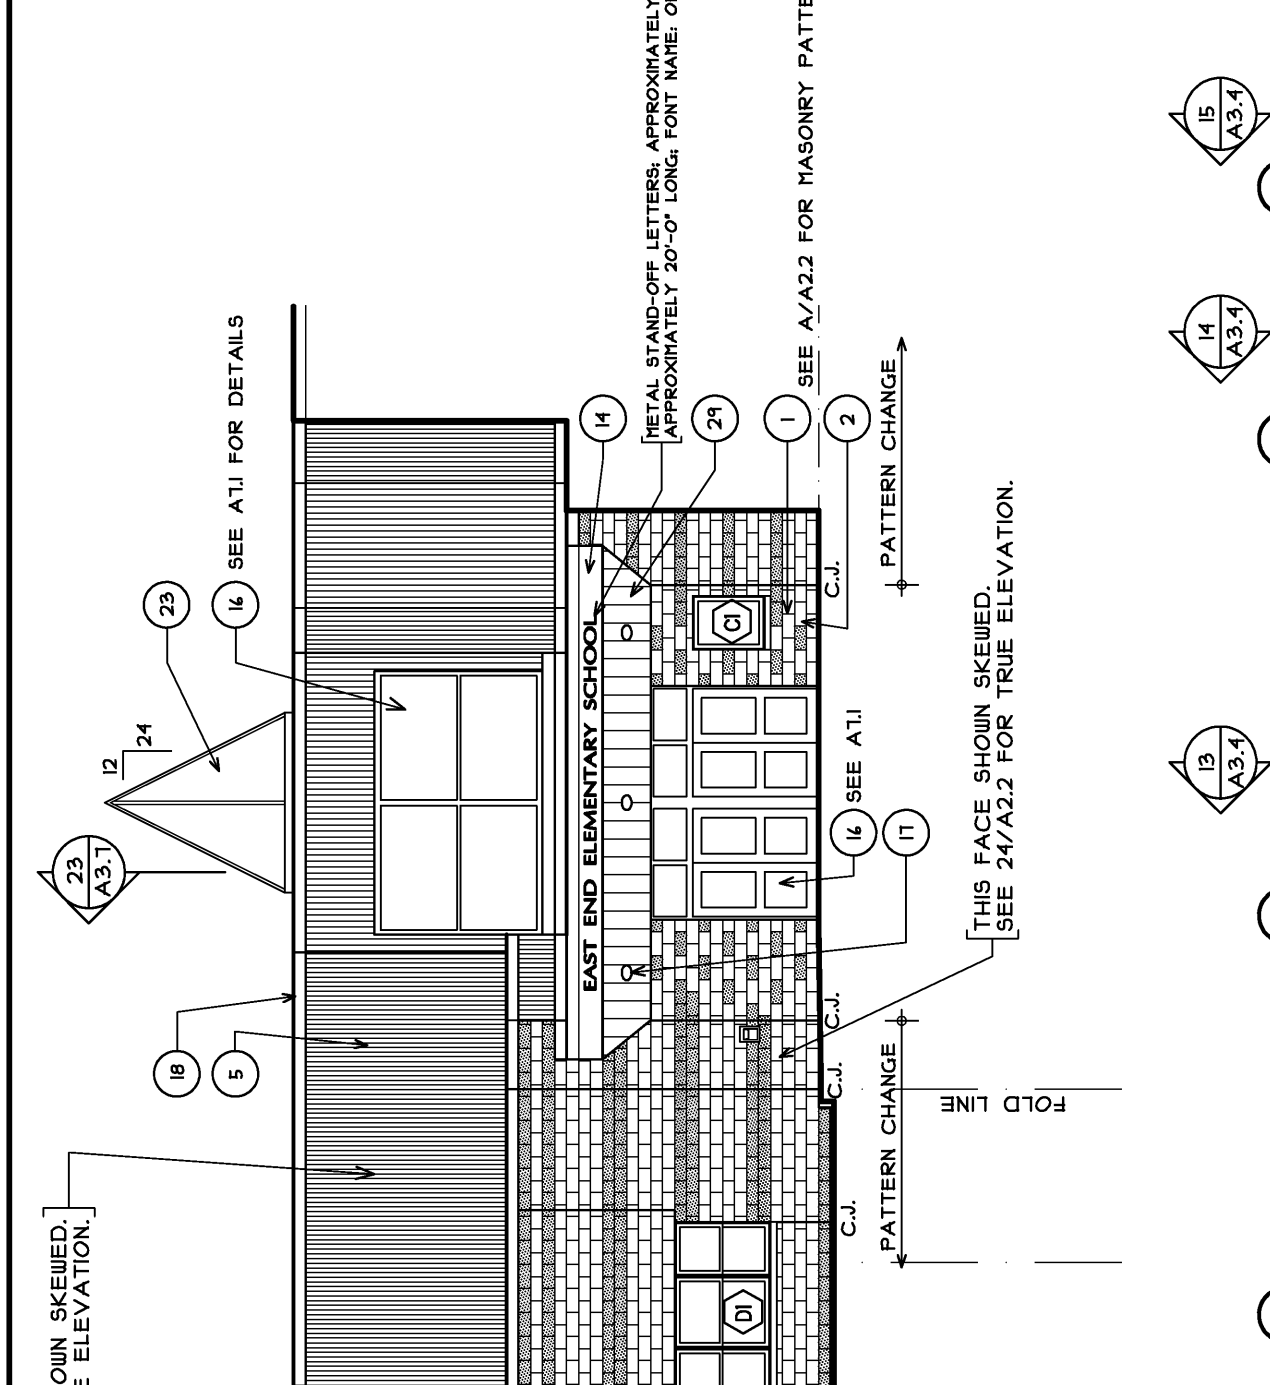 METAL STAND-OFF LETTERS; APPROXIMATELY
APPROXIMATELY 20'-0" LONG; FONT NAME:
SEE A/A2.2 FOR MASONRY
15
A3.4
14
A3.4
13
A3.4
23
A3.7
12
24
23
16 SEE A7.1 FOR DETAILS
18
5
OWN SKEWED.
ELEVATION.
14
29
1
2
EAST END ELEMENTARY SCHOOL
C1
D1
16 SEE A7.1
17
C.J.
C.J.
C.J.
C.J.
PATTERN CHANGE
PATTERN CHANGE
THIS FACE SHOWN SKEWED.
SEE 24/A2.2 FOR TRUE ELEVATION.
FOLD LINE